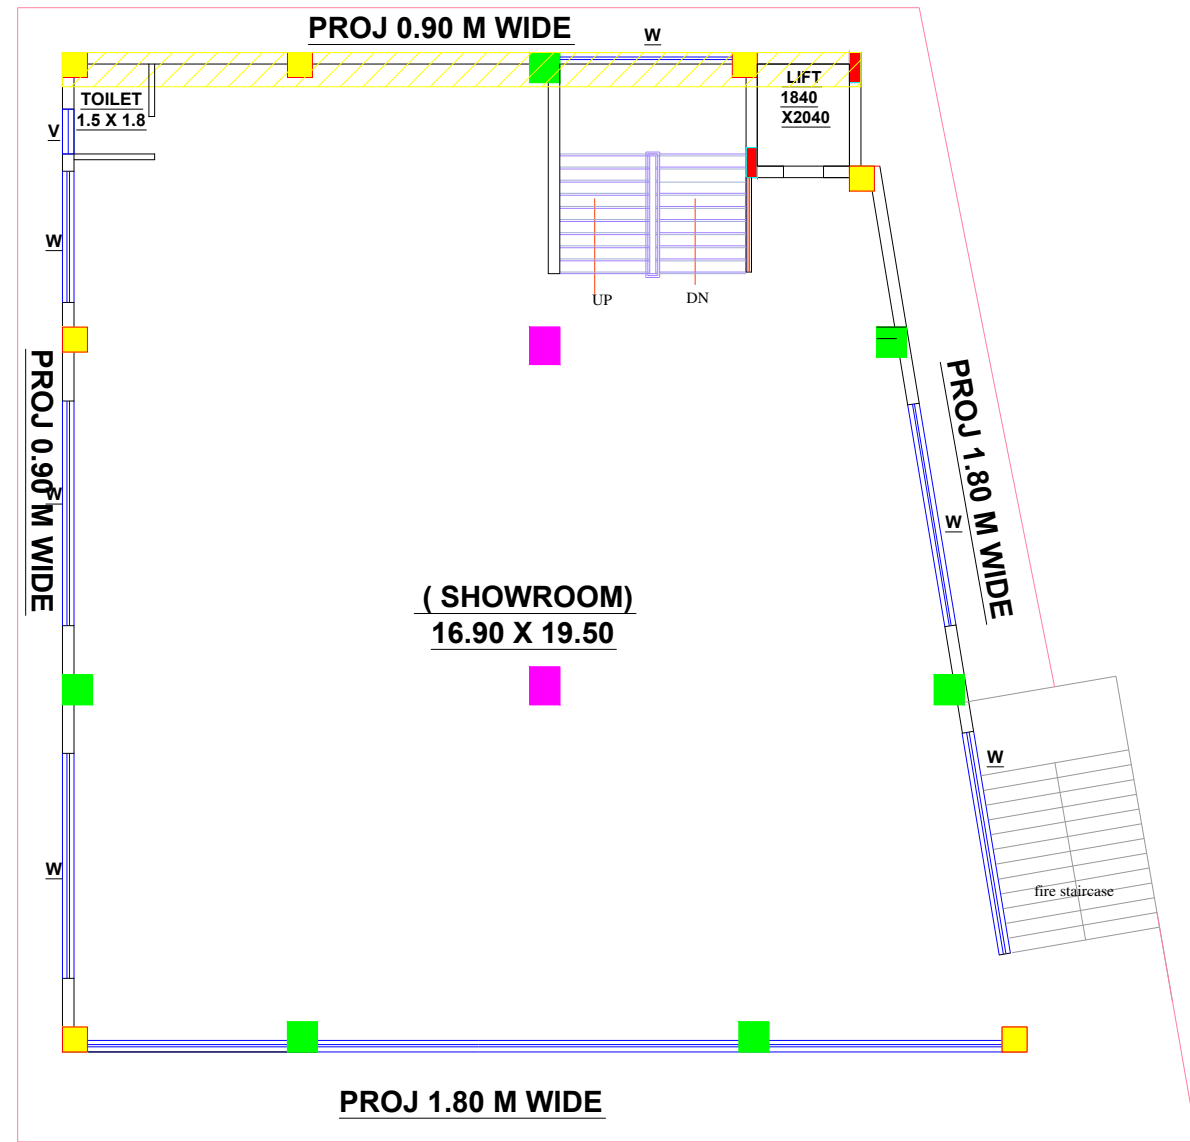 PROJ 0.90 M WIDE
W
LIFT
1840
X2040
TOILET
1.5 X 1.8
V
W
UP
DN
PROJ 0.90 M WIDE
W
PROJ 1.80 M WIDE
W
( SHOWROOM)
16.90 X 19.50
W
W
fire staircase
PROJ 1.80 M WIDE